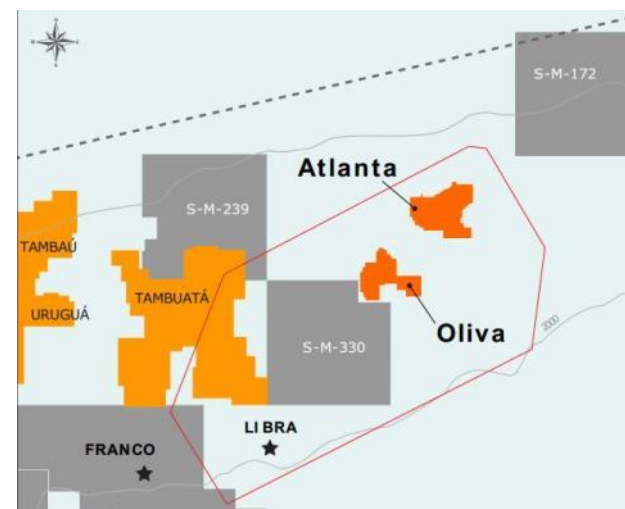 S-M-172
Atlanta
S-M-239
TAMBAÚ
TAMBUATÁ
URUGUÁ
Oliva
2000
S-M-330
LIBRA
FRANCO